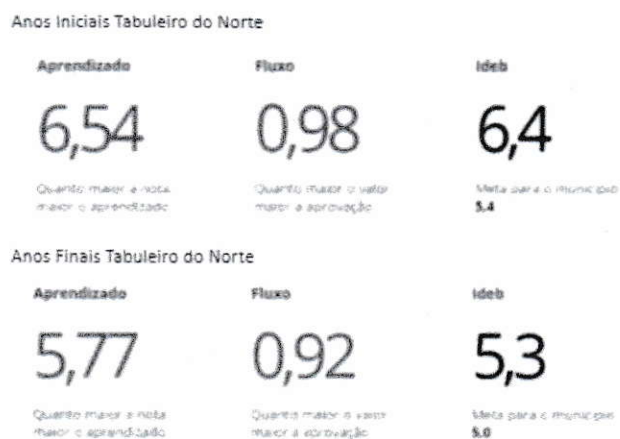 Anos Iniciais Tabuleiro do Norte
Aprendizado Fluxo Ideb
6,54 0,98 6,4
Quanto maior a nota Quanto maior o valor Meta para o município
maior o aprendizado maior a aprovação 5,4
Anos Finais Tabuleiro do Norte
Aprendizado Fluxo Ideb
5,77 0,92 5,3
Quanto maior a nota Quanto maior o valor Meta para o município
maior o aprendizado maior a aprovação 5,0